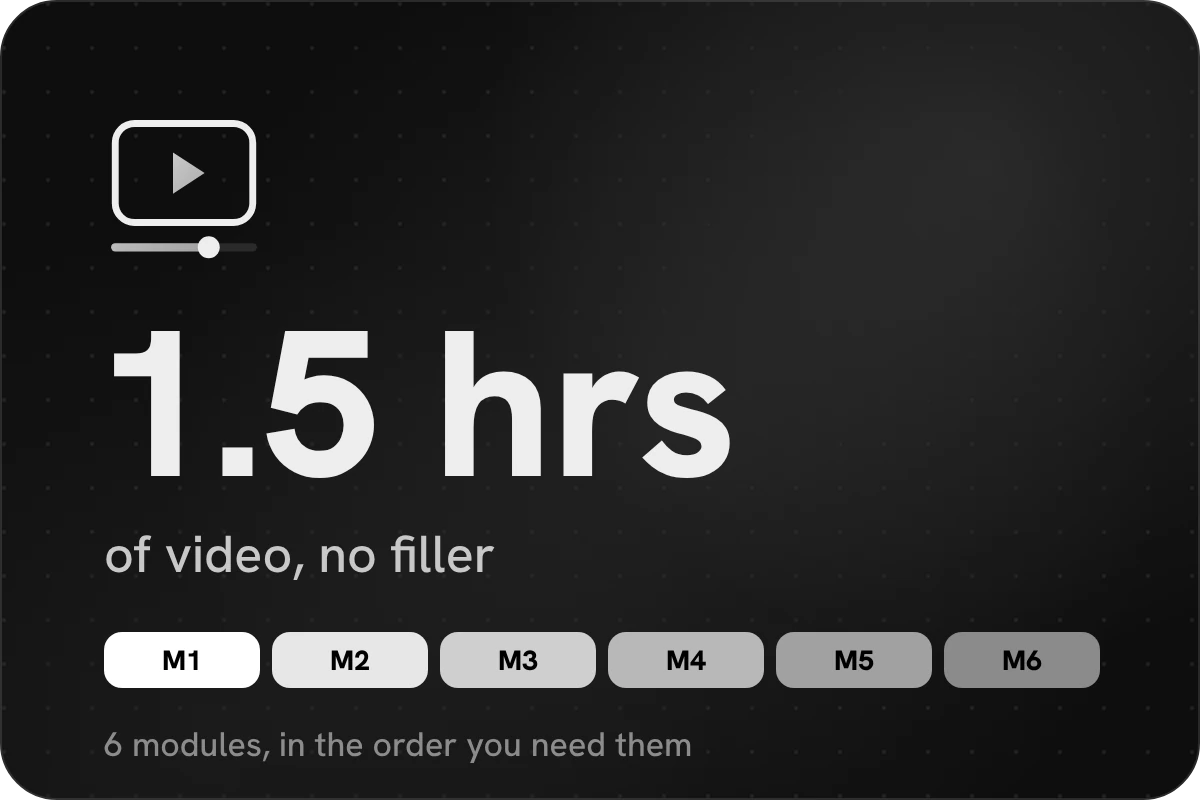 1.5 hrs
of video, no filler
M1 M2 M3 M4 M5 M6
6 modules, in the order you need them